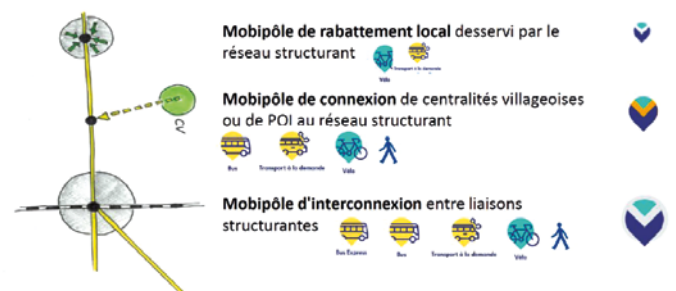 Mobipôle de rabattement local desservi par le
réseau structurant
Vélo
Transport à la demande
Mobipôle de connexion de centralités villageoises
ou de POI au réseau structurant
Bus
Transport à la demande
Vélo
CV
Mobipôle d'interconnexion entre liaisons
structurantes
Bus Express
Bus
Transport à la demande
Vélo